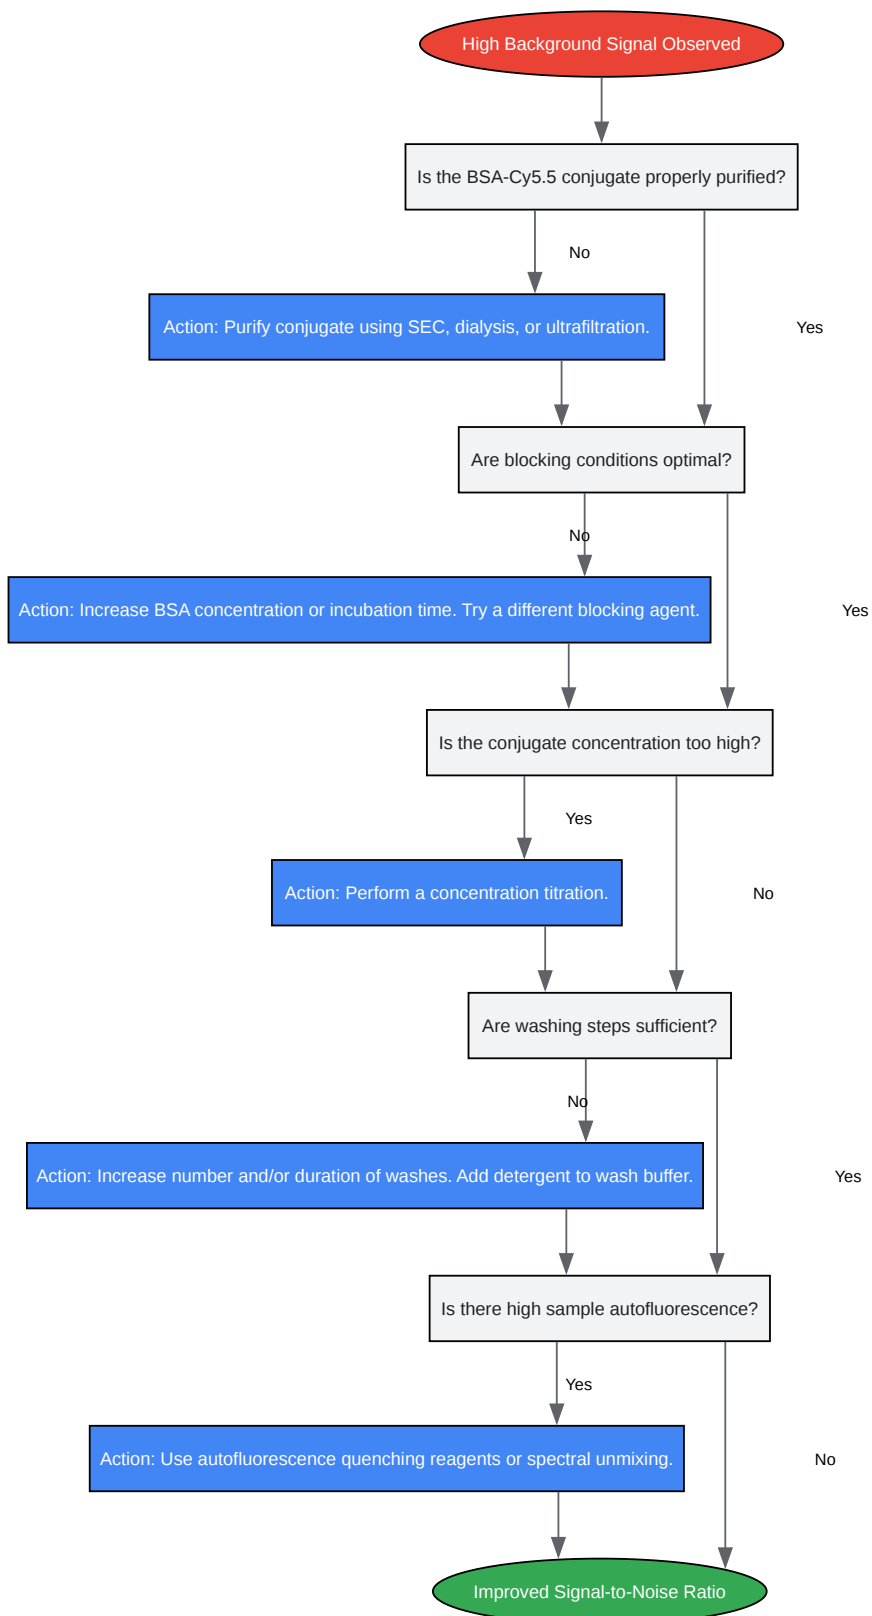 High Background Signal Observed
Is the BSA-Cy5.5 conjugate properly purified?
No
Action: Purify conjugate using SEC, dialysis, or ultrafiltration.
Yes
Are blocking conditions optimal?
No
Action: Increase BSA concentration or incubation time. Try a different blocking agent.
Yes
Is the conjugate concentration too high?
Yes
Action: Perform a concentration titration.
No
Are washing steps sufficient?
No
Action: Increase number and/or duration of washes. Add detergent to wash buffer.
Yes
Is there high sample autofluorescence?
Yes
Action: Use autofluorescence quenching reagents or spectral unmixing.
No
Improved Signal-to-Noise Ratio